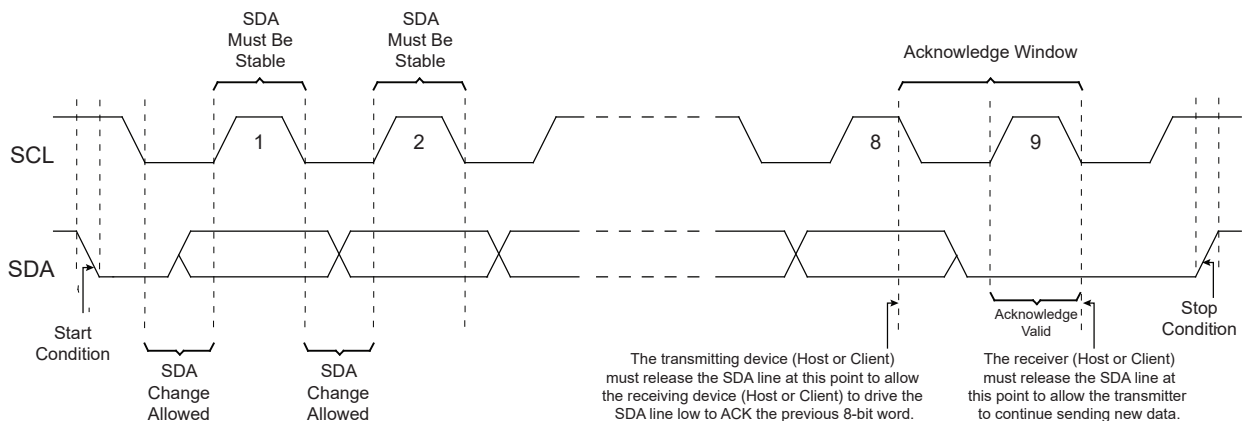 SDA
Must Be
Stable
SDA
Must Be
Stable
Acknowledge Window
SCL
1
2
8
9
SDA
Start
Condition
SDA
Change
Allowed
SDA
Change
Allowed
Acknowledge
Valid
Stop
Condition
The transmitting device (Host or Client)
must release the SDA line at this point to allow
the receiving device (Host or Client) to drive the
SDA line low to ACK the previous 8-bit word.
The receiver (Host or Client)
must release the SDA line at
this point to allow the transmitter
to continue sending new data.